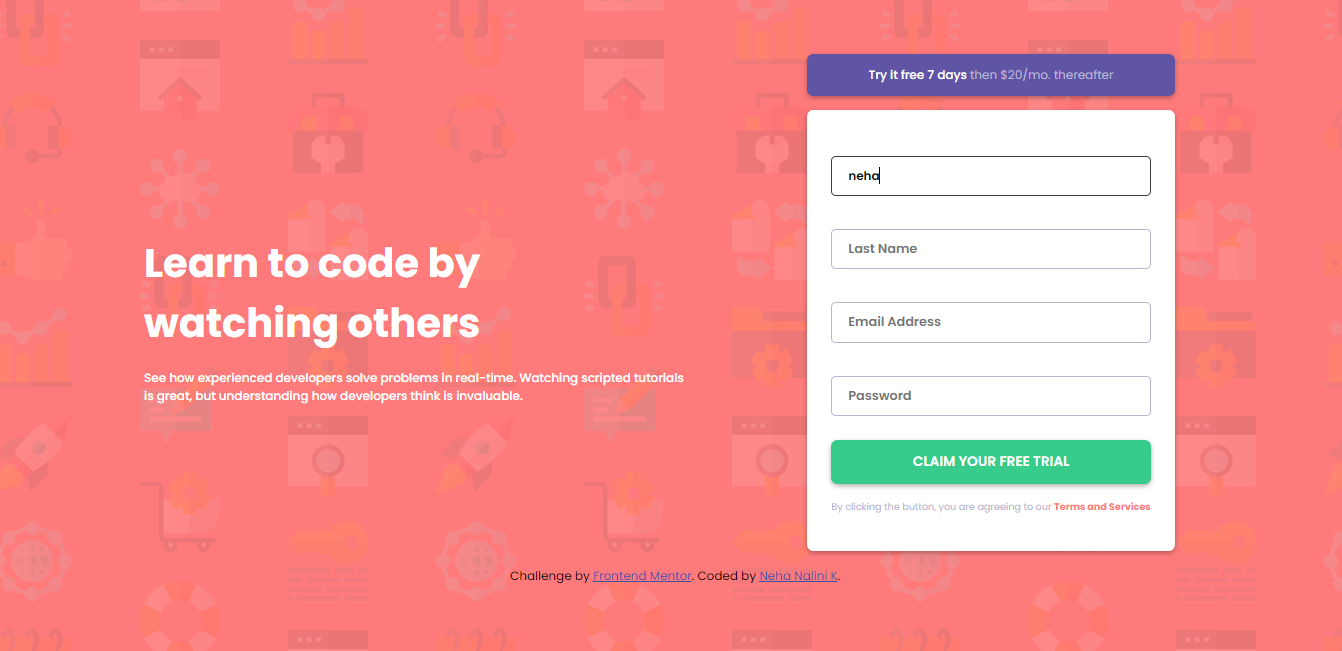 Learn to code by
watching others
See how experienced developers solve problems in real-time. Watching scripted tutorials
is great, but understanding how developers think is invaluable.
Try it free 7 days then $20/mo. thereafter
neha
Last Name
Email Address
Password
CLAIM YOUR FREE TRIAL
By clicking the button, you are agreeing to our Terms and Services
Challenge by Frontend Mentor. Coded by Neha Nalini K.